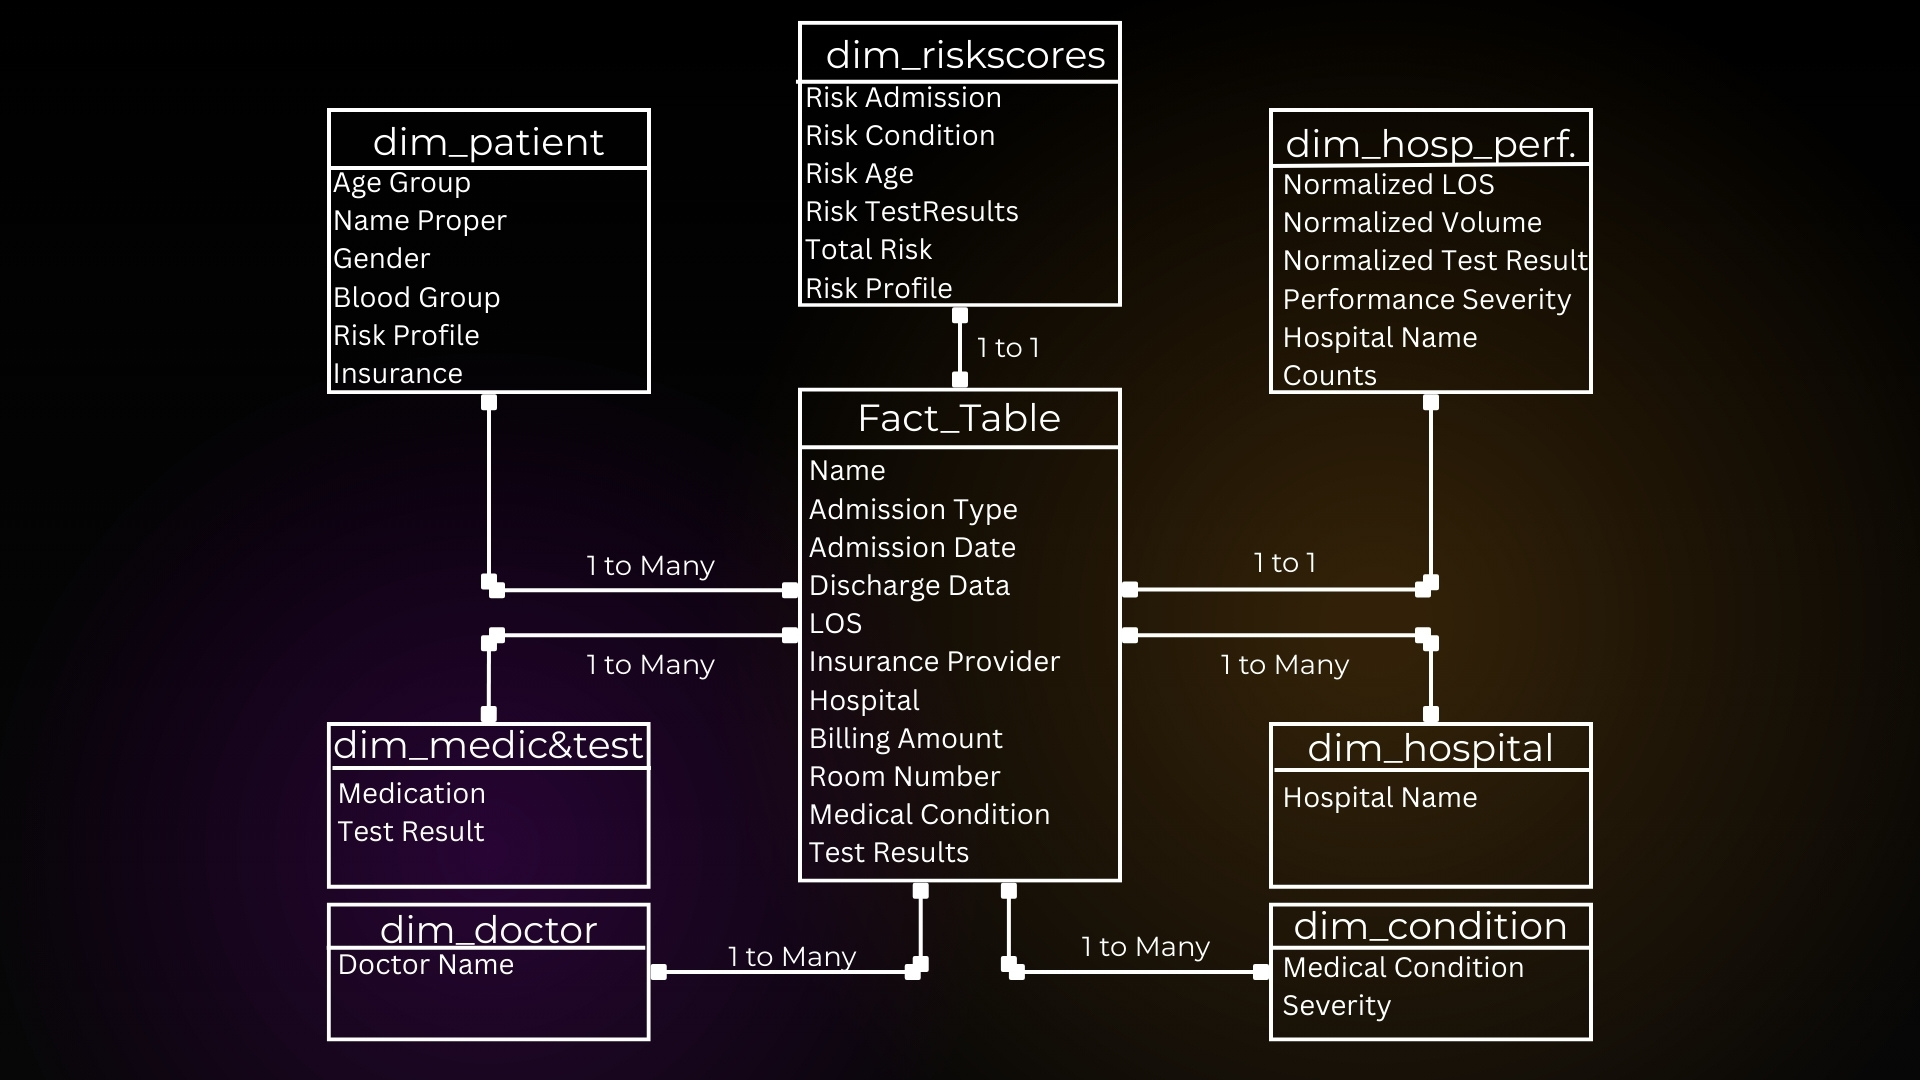 dim_riskscores
Risk Admission
Risk Condition
Risk Age
Risk TestResults
Total Risk
Risk Profile
dim_patient
Age Group
Name Proper
Gender
Blood Group
Risk Profile
Insurance
dim_hosp_perf.
Normalized LOS
Normalized Volume
Normalized Test Result
Performance Severity
Hospital Name
Counts
1 to 1
Fact_Table
Name
Admission Type
Admission Date
Discharge Data
LOS
Insurance Provider
Hospital
Billing Amount
Room Number
Medical Condition
Test Results
1 to Many
1 to 1
1 to Many
1 to Many
dim_medic&test
Medication
Test Result
dim_hospital
Hospital Name
dim_doctor
Doctor Name
1 to Many
1 to Many
dim_condition
Medical Condition
Severity